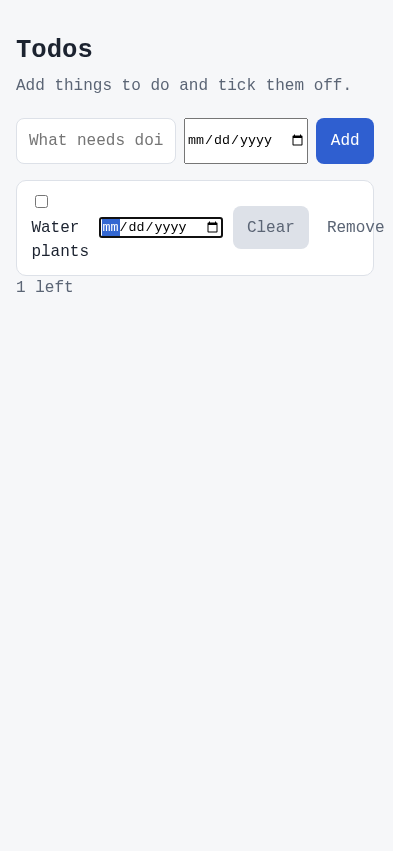 Todos
Add things to do and tick them off.
What needs doi mm/dd/yyyy Add
Water plants mm/dd/yyyy Clear Remove
1 left